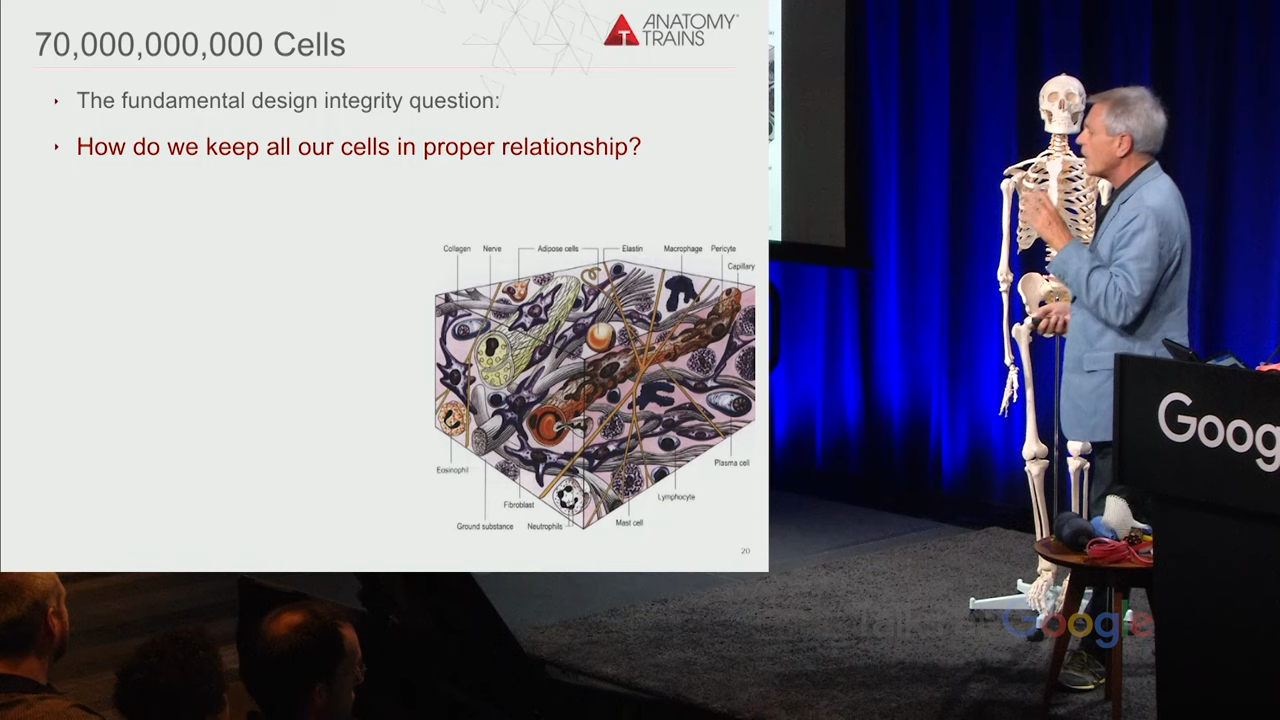 70,000,000,000 Cells
ANATOMY
TRAINS
The fundamental design integrity question:
How do we keep all our cells in proper relationship?
Collagen Nerve Adipose cells Elastin Macrophage Pericyte
Capillary
Eosinophil
Plasma cell
Lymphocyte
Fibroblast
Mast cell
Ground substance Neutrophils
20
Goog
Talks at Google